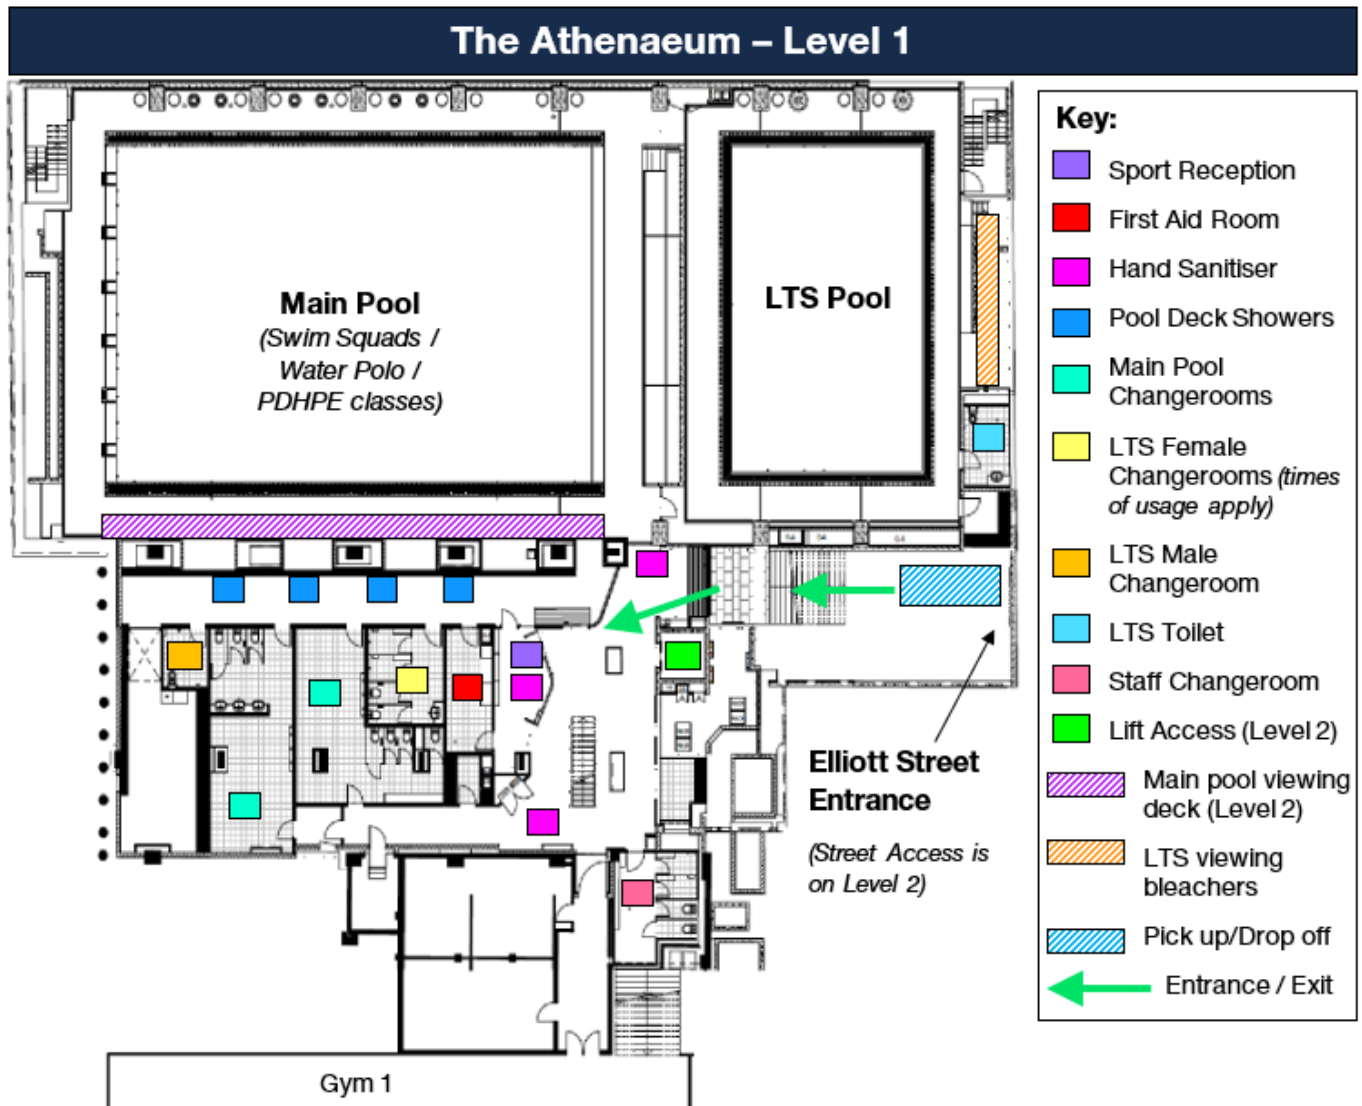 The Athenaeum – Level 1
Main Pool
(Swim Squads /
Water Polo /
PDHPE classes)
LTS Pool
Elliott Street
Entrance
(Street Access is
on Level 2)
Gym 1
Key:
Sport Reception
First Aid Room
Hand Sanitiser
Pool Deck Showers
Main Pool
Changerooms
LTS Female
Changerooms (times
of usage apply)
LTS Male
Changeroom
LTS Toilet
Staff Changeroom
Lift Access (Level 2)
Main pool viewing
deck (Level 2)
LTS viewing
bleachers
Pick up/Drop off
Entrance / Exit